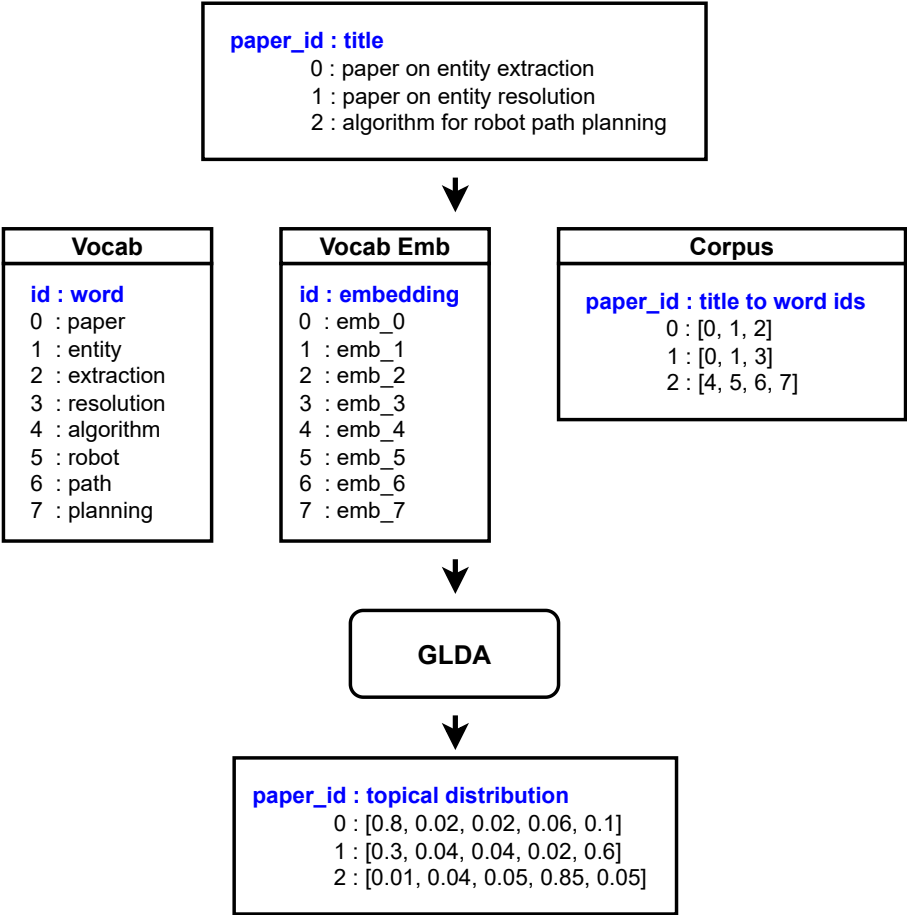 paper_id : title
0 : paper on entity extraction
1 : paper on entity resolution
2 : algorithm for robot path planning
Vocab
id : word
0 : paper
1 : entity
2 : extraction
3 : resolution
4 : algorithm
5 : robot
6 : path
7 : planning
Vocab Emb
id : embedding
0 : emb_0
1 : emb_1
2 : emb_2
3 : emb_3
4 : emb_4
5 : emb_5
6 : emb_6
7 : emb_7
Corpus
paper_id : title to word ids
0 : [0, 1, 2]
1 : [0, 1, 3]
2 : [4, 5, 6, 7]
GLDA
paper_id : topical distribution
0 : [0.8, 0.02, 0.02, 0.06, 0.1]
1 : [0.3, 0.04, 0.04, 0.02, 0.6]
2 : [0.01, 0.04, 0.05, 0.85, 0.05]